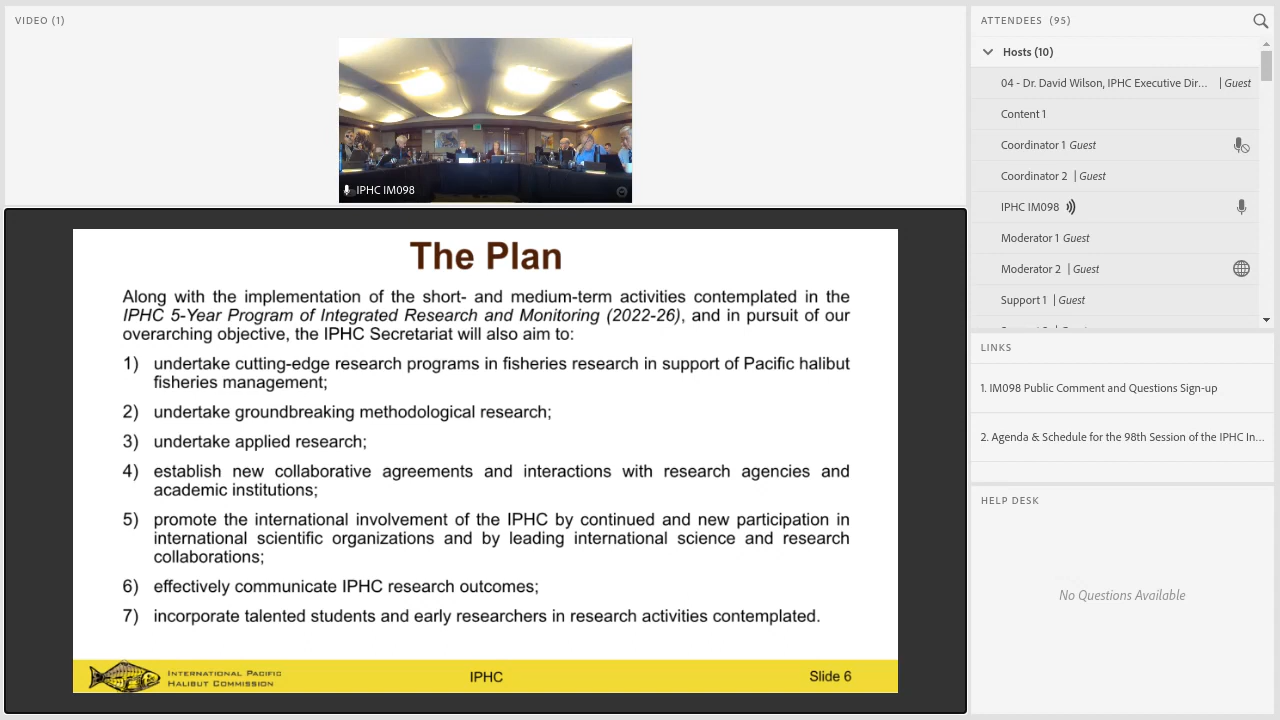 VIDEO (1)
IPHC IM098
The Plan
Along with the implementation of the short- and medium-term activities contemplated in the
IPHC 5-Year Program of Integrated Research and Monitoring (2022-26), and in pursuit of our
overarching objective, the IPHC Secretariat will also aim to:
1) undertake cutting-edge research programs in fisheries research in support of Pacific halibut
fisheries management;
2) undertake groundbreaking methodological research;
3) undertake applied research;
4) establish new collaborative agreements and interactions with research agencies and
academic institutions;
5) promote the international involvement of the IPHC by continued and new participation in
international scientific organizations and by leading international science and research
collaborations;
6) effectively communicate IPHC research outcomes;
7) incorporate talented students and early researchers in research activities contemplated.
INTERNATIONAL PACIFIC
HALIBUT COMMISSION
IPHC
Slide 6
ATTENDEES (95)
Hosts (10)
04 - Dr. David Wilson, IPHC Executive Dir... | Guest
Content 1
Coordinator 1 Guest
Coordinator 2 | Guest
IPHC IM098
Moderator 1 Guest
Moderator 2 | Guest
Support 1 | Guest
LINKS
1. IM098 Public Comment and Questions Sign-up
2. Agenda & Schedule for the 98th Session of the IPHC In...
HELP DESK
No Questions Available